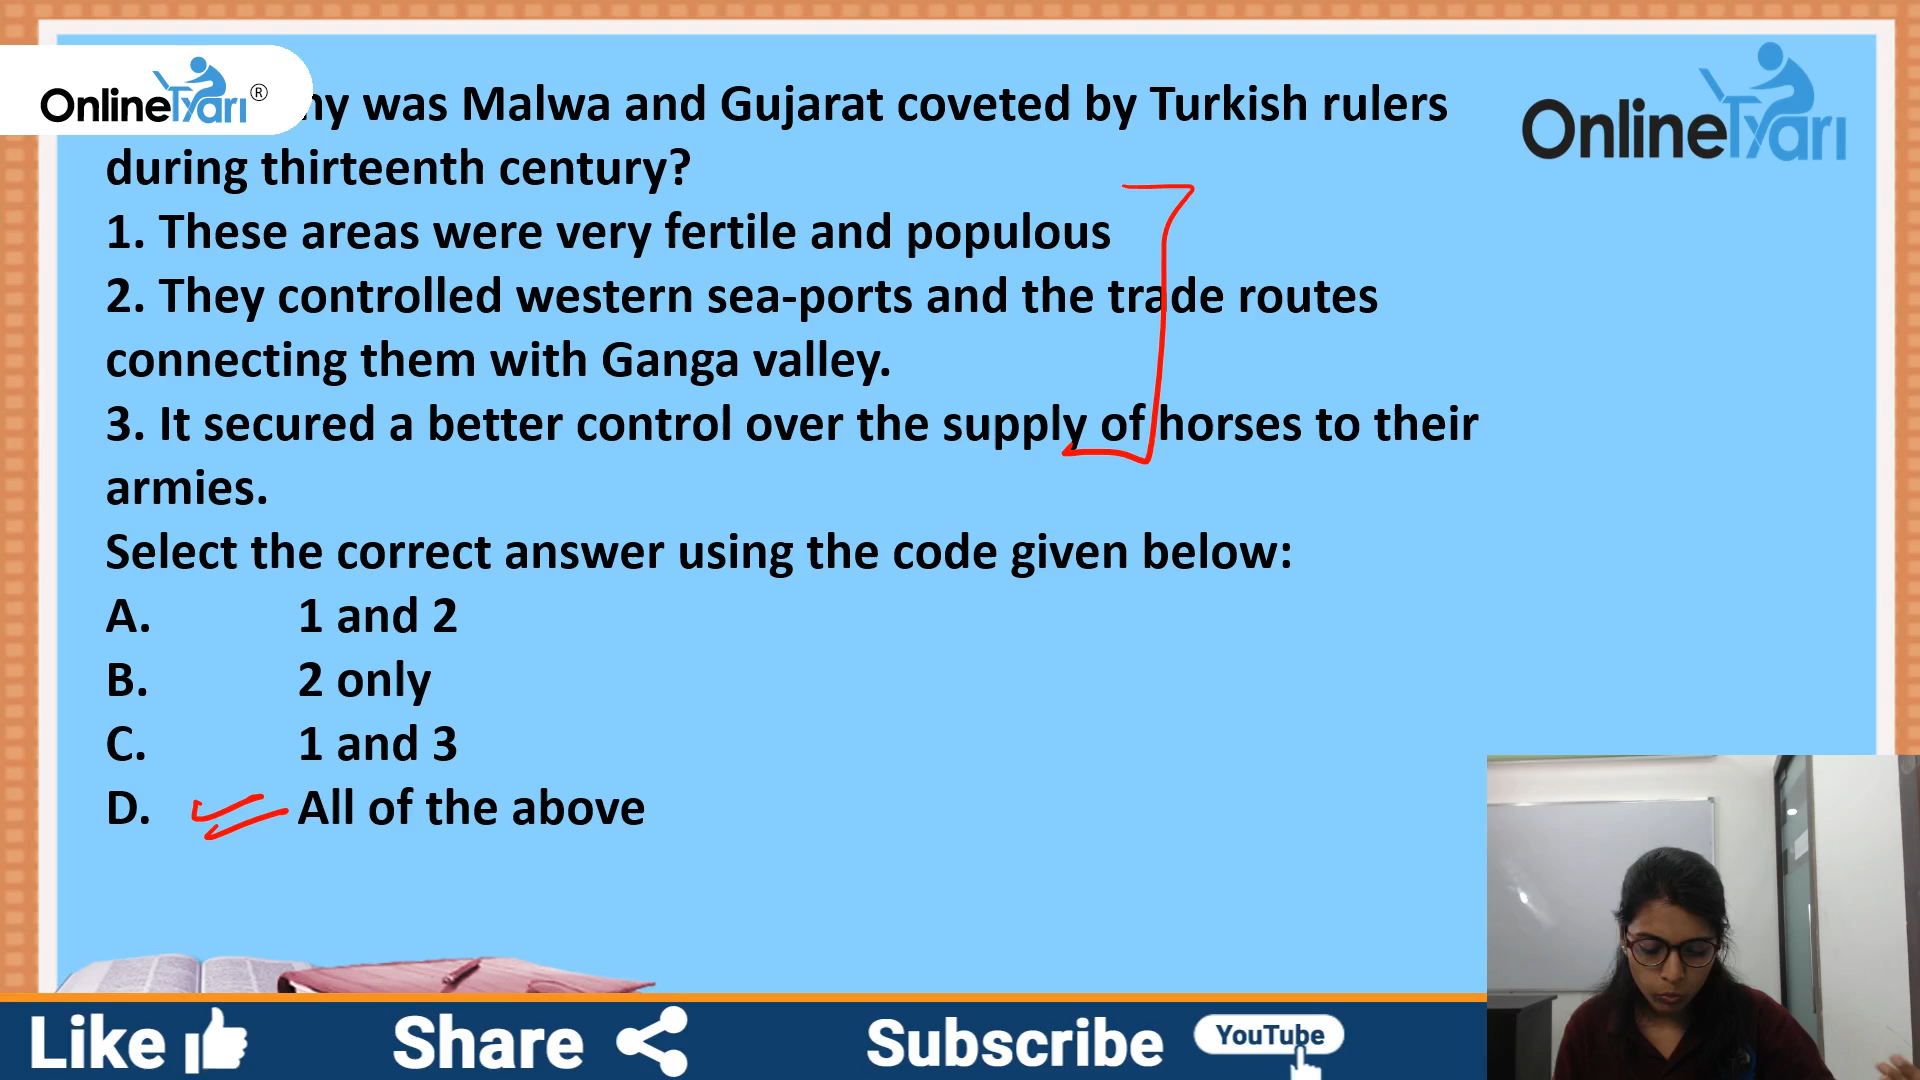 OnlineTyari ®
was Malwa and Gujarat coveted by Turkish rulers
OnlineTyari
during thirteenth century?
1. These areas were very fertile and populous
2. They controlled western sea-ports and the trade routes
connecting them with Ganga valley.
3. It secured a better control over the supply of horses to their
armies.
Select the correct answer using the code given below:
A. 1 and 2
B. 2 only
C. 1 and 3
D. All of the above
Like Share Subscribe YouTube